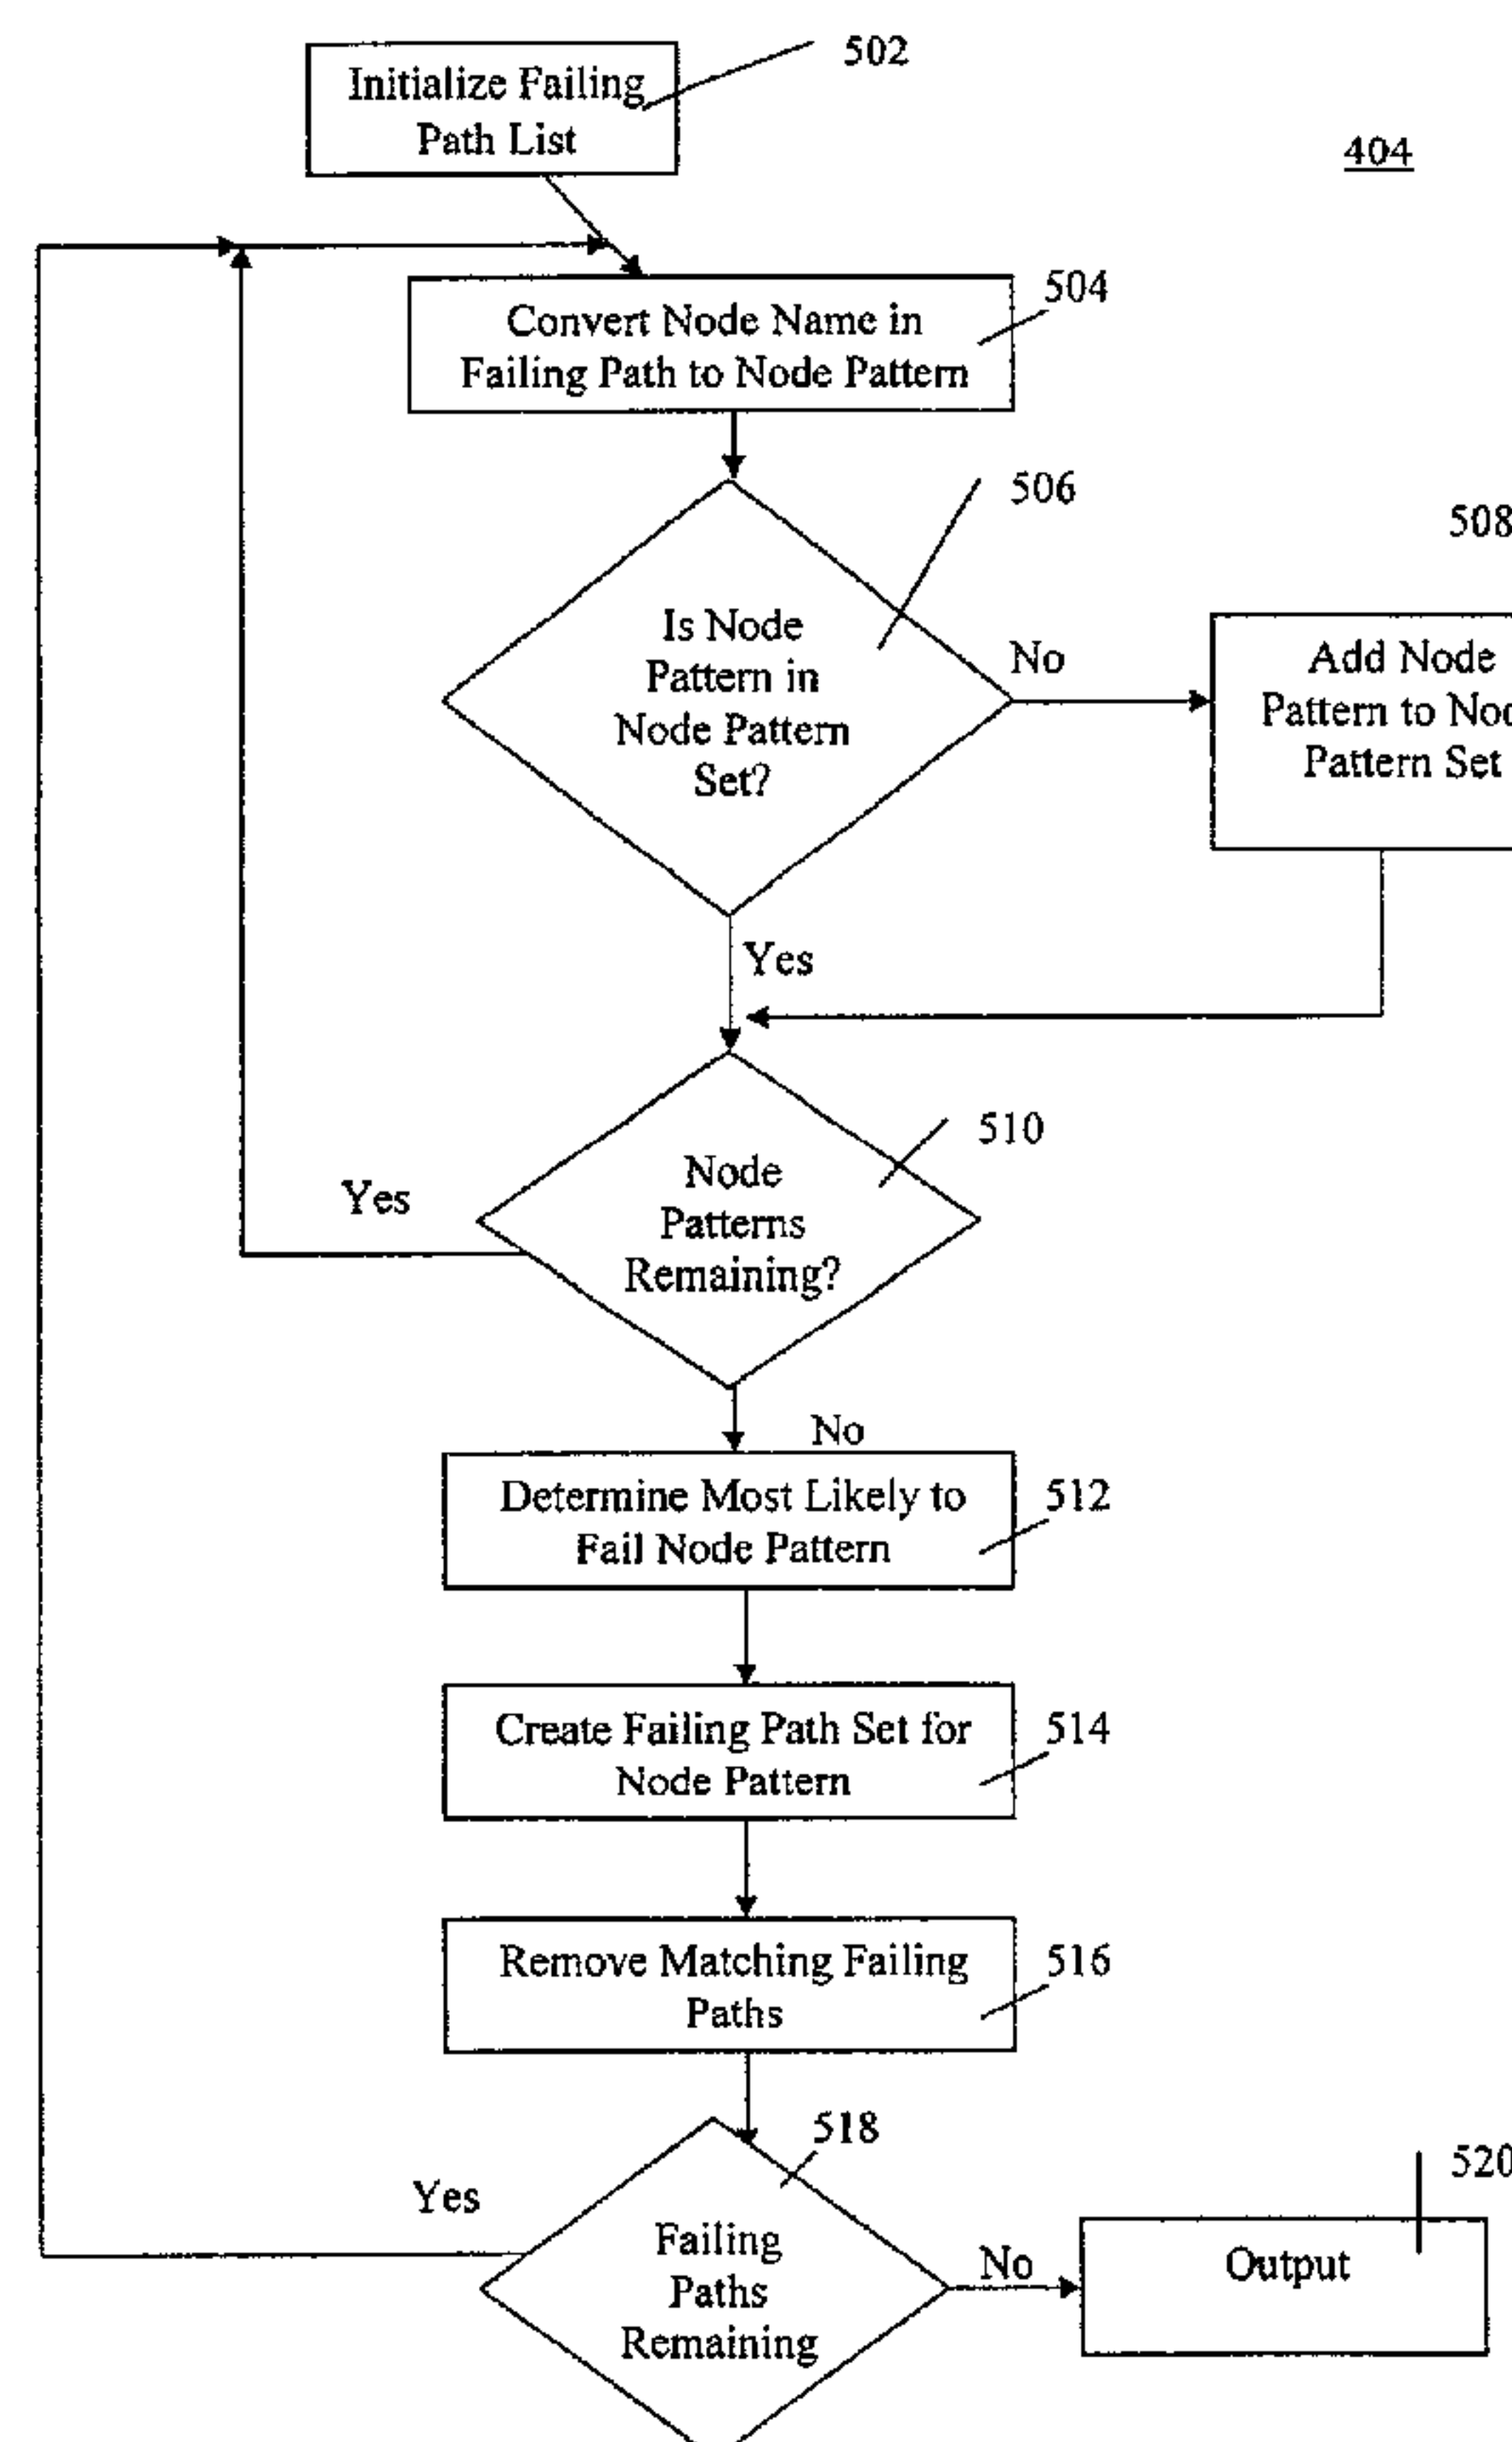 502
Initialize Failing
Path List
404
504
Convert Node Name in
Failing Path to Node Pattern
506
508
Is Node
Pattern in
Node Pattern
Set?
No
Add Node
Pattern to Nod
Pattern Set
Yes
510
Node
Patterns
Remaining?
Yes
No
Determine Most Likely to
Fail Node Pattern
512
Create Failing Path Set for
Node Pattern
514
Remove Matching Failing
Paths
516
518
520
Yes
Failing
Paths
Remaining
No
Output